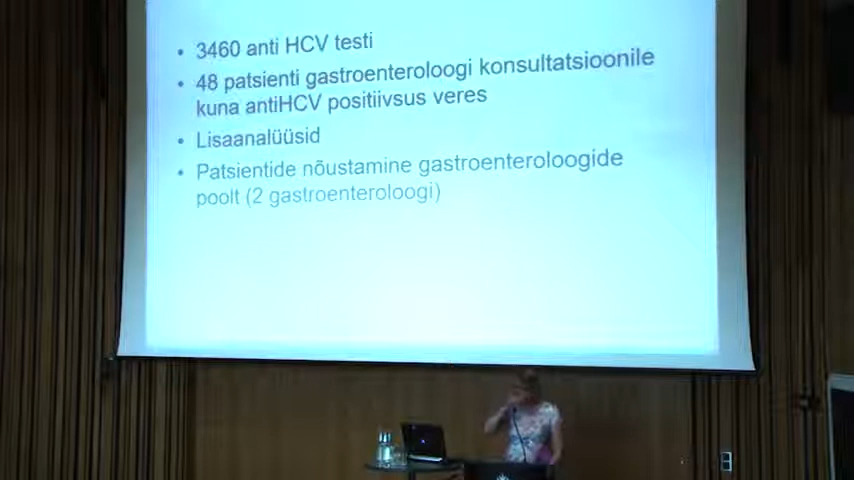 • 3460 anti HCV testi
• 48 patsienti gastroenteroloogi konsultatsioonile
kuna antiHCV positiivsus veres
• Lisaanalüüsid
• Patsientide nõustamine gastroenteroloogide
poolt (2 gastroenteroloogi)